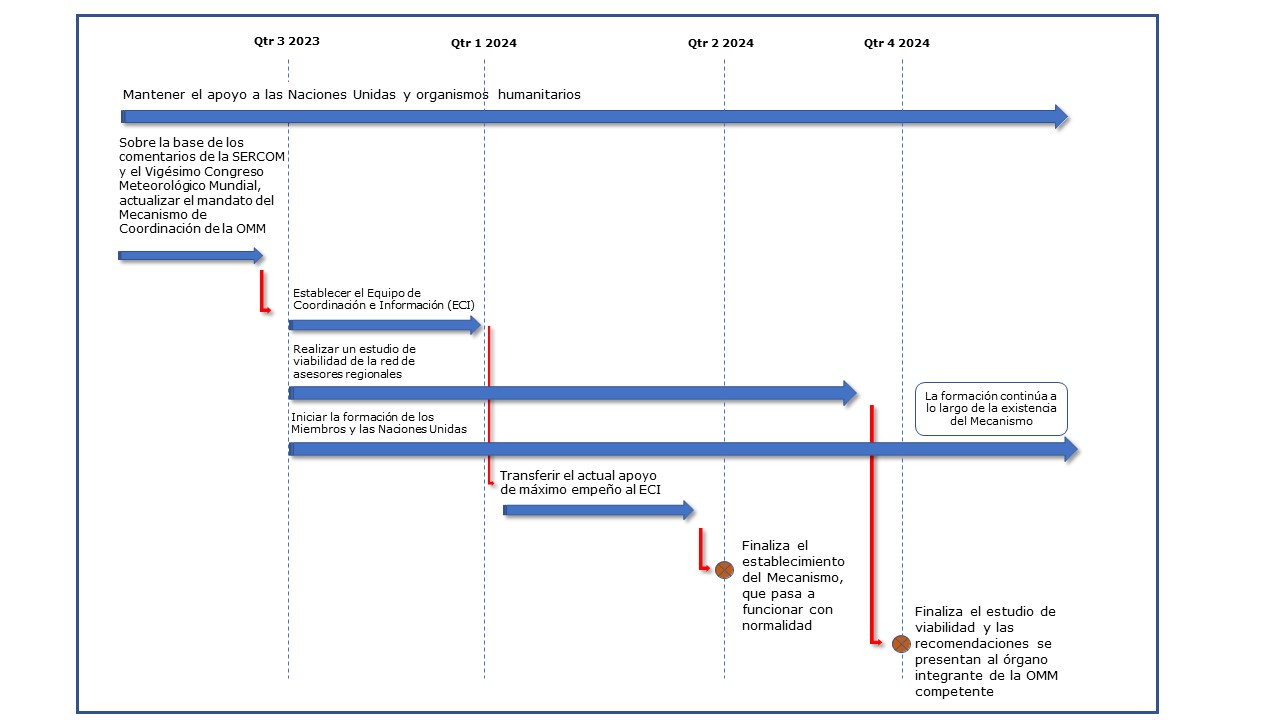 Qtr 3 2023
Qtr 1 2024
Qtr 2 2024
Qtr 4 2024
Mantener el apoyo a las Naciones Unidas y organismos humanitarios
Sobre la base de los
comentarios de la SERCOM
y el Vigésimo Congreso
Meteorológico Mundial,
actualizar el mandato del
Mecanismo de
Coordinación de la OMM
Establecer el Equipo de
Coordinación e Información (ECI)
Realizar un estudio de
viabilidad de la red de
asesores regionales
La formación continúa a
lo largo de la existencia
del Mecanismo
Iniciar la formación de los
Miembros y las Naciones Unidas
Transferir el actual apoyo
de máximo empeño al ECI
Finaliza el
establecimiento
del Mecanismo,
que pasa a
funcionar con
normalidad
Finaliza el estudio de
viabilidad y las
recomendaciones se
presentan al órgano
integrante de la OMM
competente